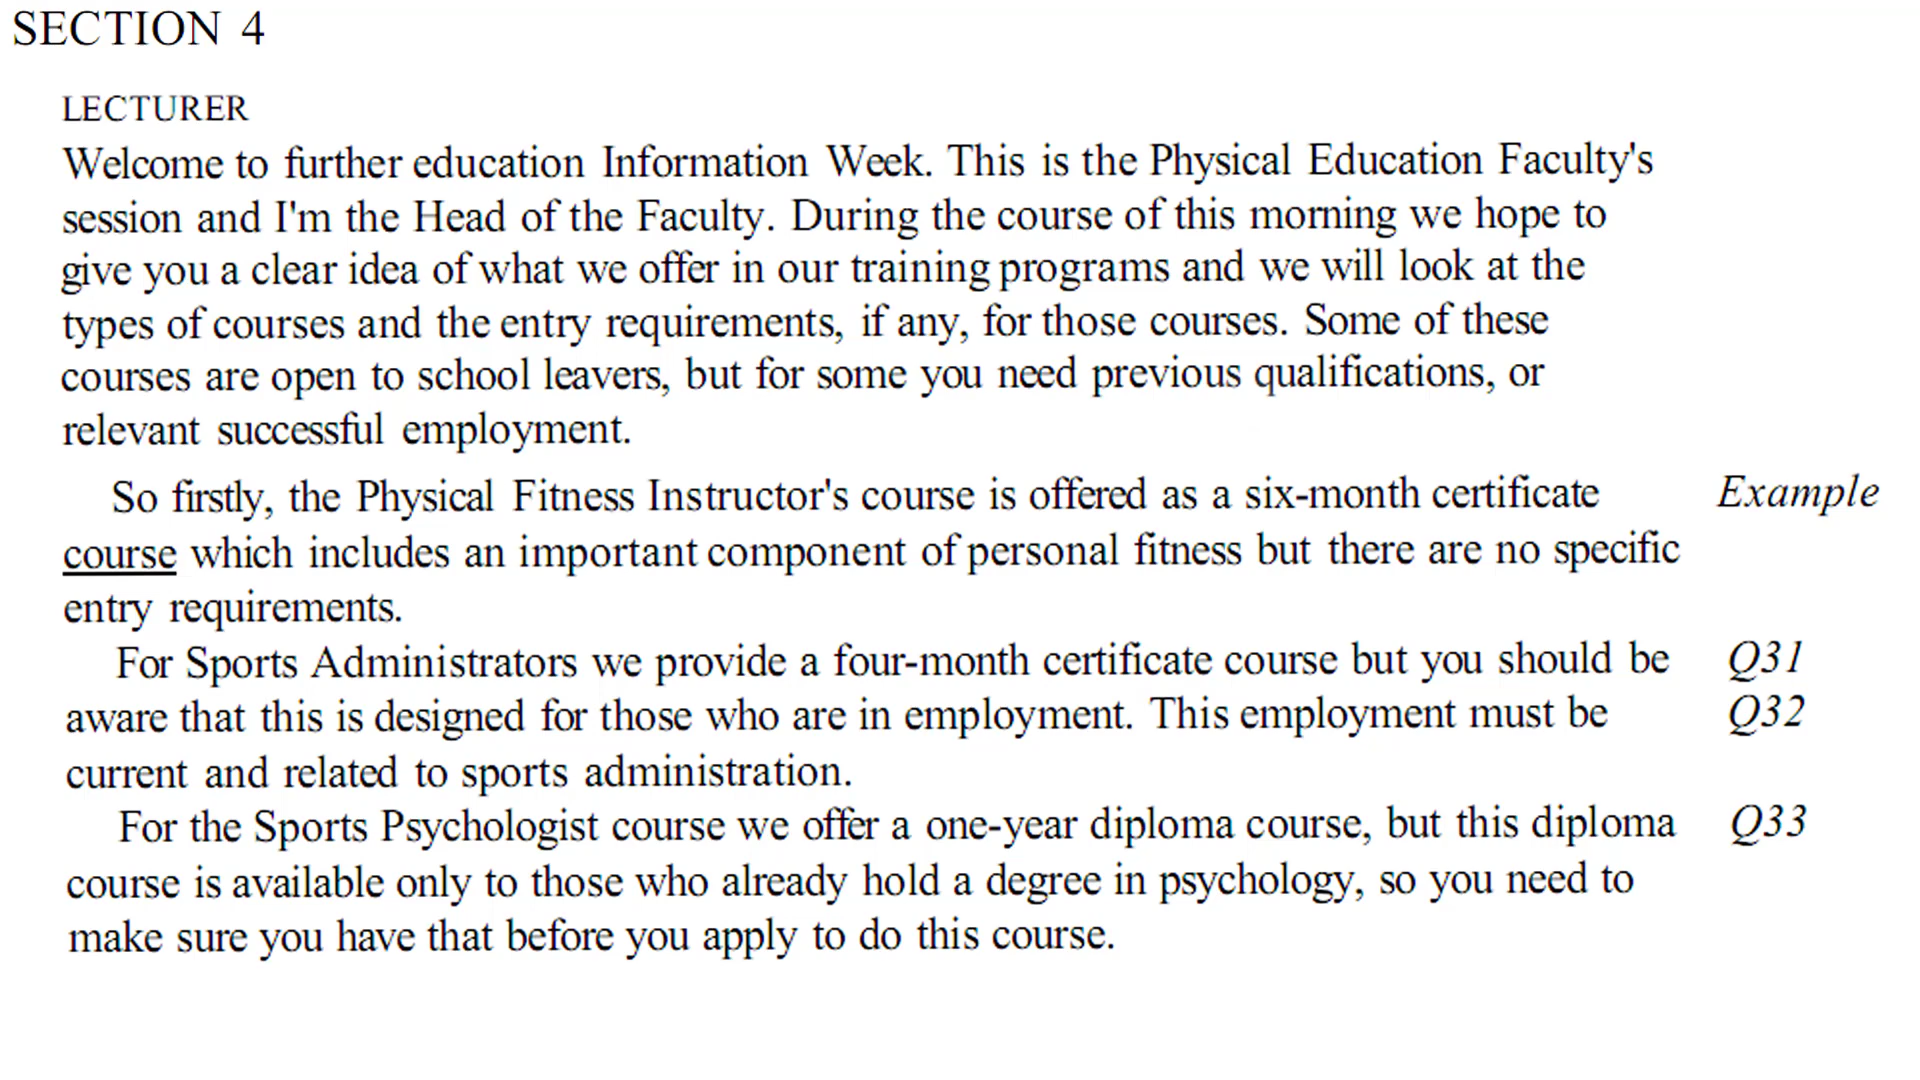 SECTION 4
LECTURER
Welcome to further education Information Week. This is the Physical Education Faculty's
session and I'm the Head of the Faculty. During the course of this morning we hope to
give you a clear idea of what we offer in our training programs and we will look at the
types of courses and the entry requirements, if any, for those courses. Some of these
courses are open to school leavers, but for some you need previous qualifications, or
relevant successful employment.
So firstly, the Physical Fitness Instructor's course is offered as a six-month certificate Example
course which includes an important component of personal fitness but there are no specific
entry requirements.
For Sports Administrators we provide a four-month certificate course but you should be Q31
aware that this is designed for those who are in employment. This employment must be Q32
current and related to sports administration.
For the Sports Psychologist course we offer a one-year diploma course, but this diploma Q33
course is available only to those who already hold a degree in psychology, so you need to
make sure you have that before you apply to do this course.